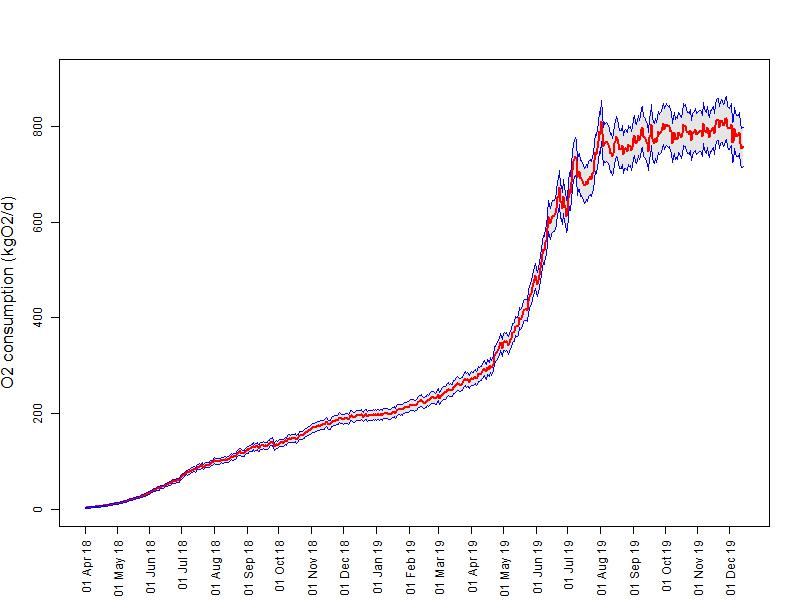 O2 consumption (kgO2/d)
800
600
400
200
0
01 Apr 18
01 May 18
01 Jun 18
01 Jul 18
01 Aug 18
01 Sep 18
01 Oct 18
01 Nov 18
01 Dec 18
01 Jan 19
01 Feb 19
01 Mar 19
01 Apr 19
01 May 19
01 Jun 19
01 Jul 19
01 Aug 19
01 Sep 19
01 Oct 19
01 Nov 19
01 Dec 19